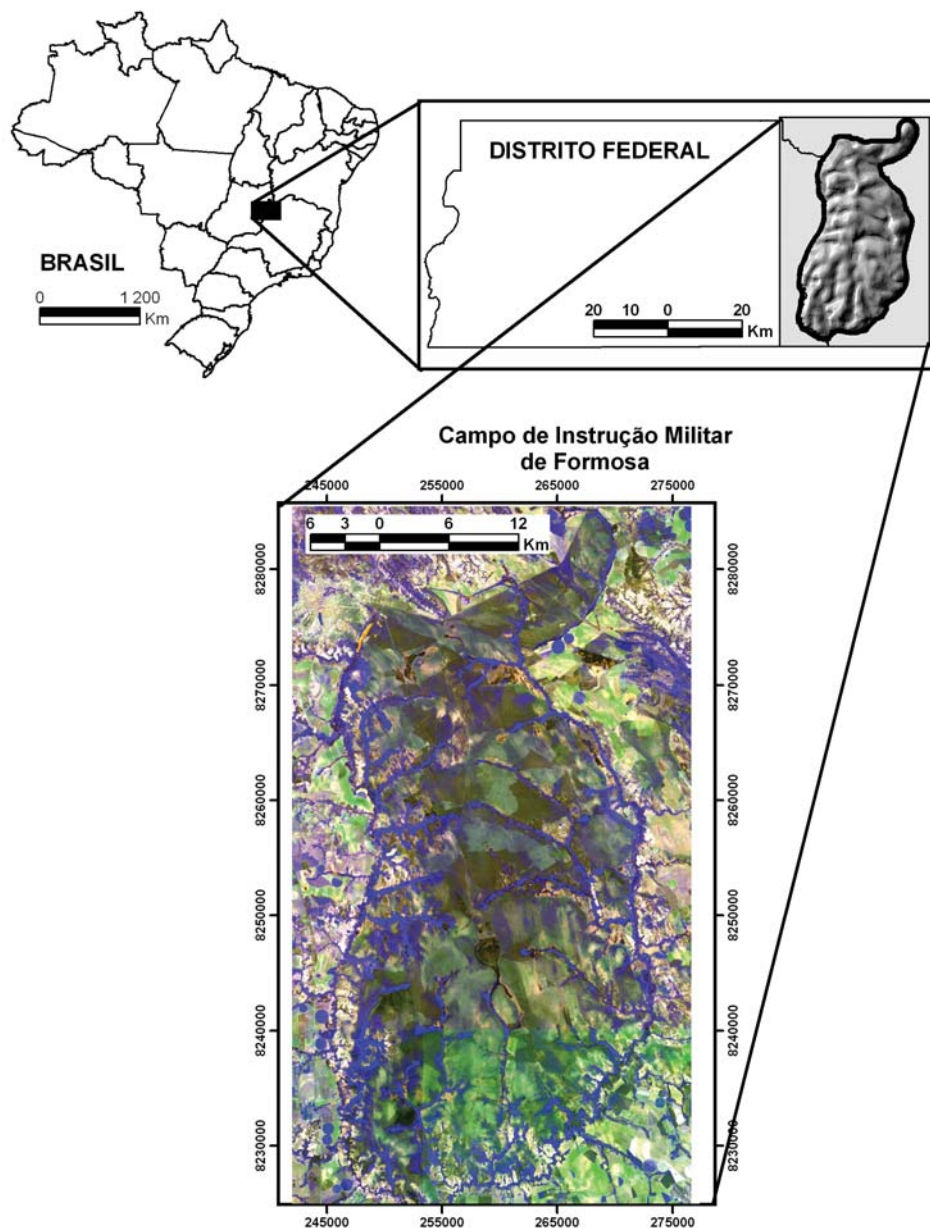 BRASIL
0 1 200
Km
DISTRITO FEDERAL
20 10 0 20
Km
Campo de Instrução Militar
de Formosa
245000 255000 265000 275000
6 3 0 6 12
Km
8280000 8280000
8270000 8270000
8260000 8260000
8250000 8250000
8240000 8240000
8230000 8230000
245000 255000 265000 275000